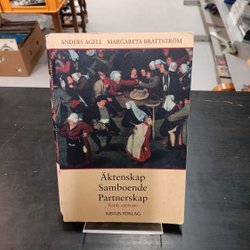 ANDERS AGELL MARGARETA BRATTSTRÖM
Äktenskap
Samboende
Partnerskap
IUSTUS FÖRLAG